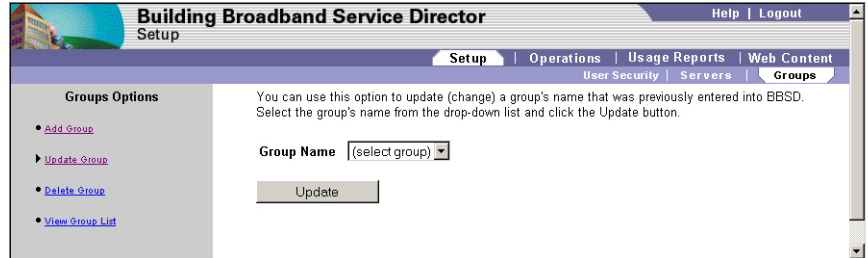 Building Broadband Service Director
Help | Logout
Setup
Setup | Operations | Usage Reports | Web Content
User Security | Servers | Groups
Groups Options
Add Group
Update Group
Delete Group
View Group List
You can use this option to update (change) a group's name that was previously entered into BBSD.
Select the group's name from the drop-down list and click the Update button.
Group Name (select group)
Update